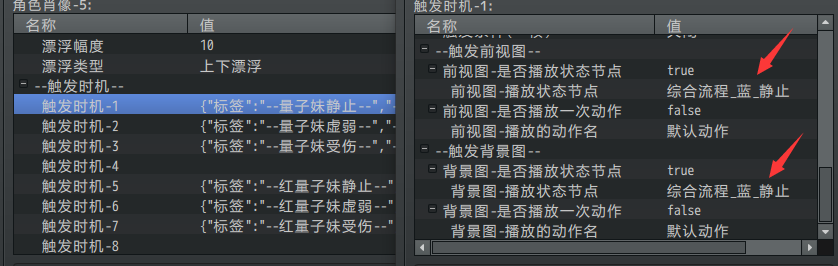 角色肖像-5:
名称 值
漂浮幅度 10
漂浮类型 上下漂浮
--触发时机--
触发时机-1 {"标签":"--量子妹静止--","-
触发时机-2 {"标签":"--量子妹虚弱--","-
触发时机-3 {"标签":"--量子妹受伤--","-
触发时机-4
触发时机-5 {"标签":"--红量子妹静止--"
触发时机-6 {"标签":"--红量子妹虚弱--"
触发时机-7 {"标签":"--红量子妹受伤--"
触发时机-8
触发时机-1:
名称 值
--触发前视图--
前视图-是否播放状态节点 true
前视图-播放状态节点 综合流程_蓝_静止
前视图-是否播放一次动作 false
前视图-播放的动作名 默认动作
--触发背景图--
背景图-是否播放状态节点 true
背景图-播放状态节点 综合流程_蓝_静止
背景图-是否播放一次动作 false
背景图-播放的动作名 默认动作